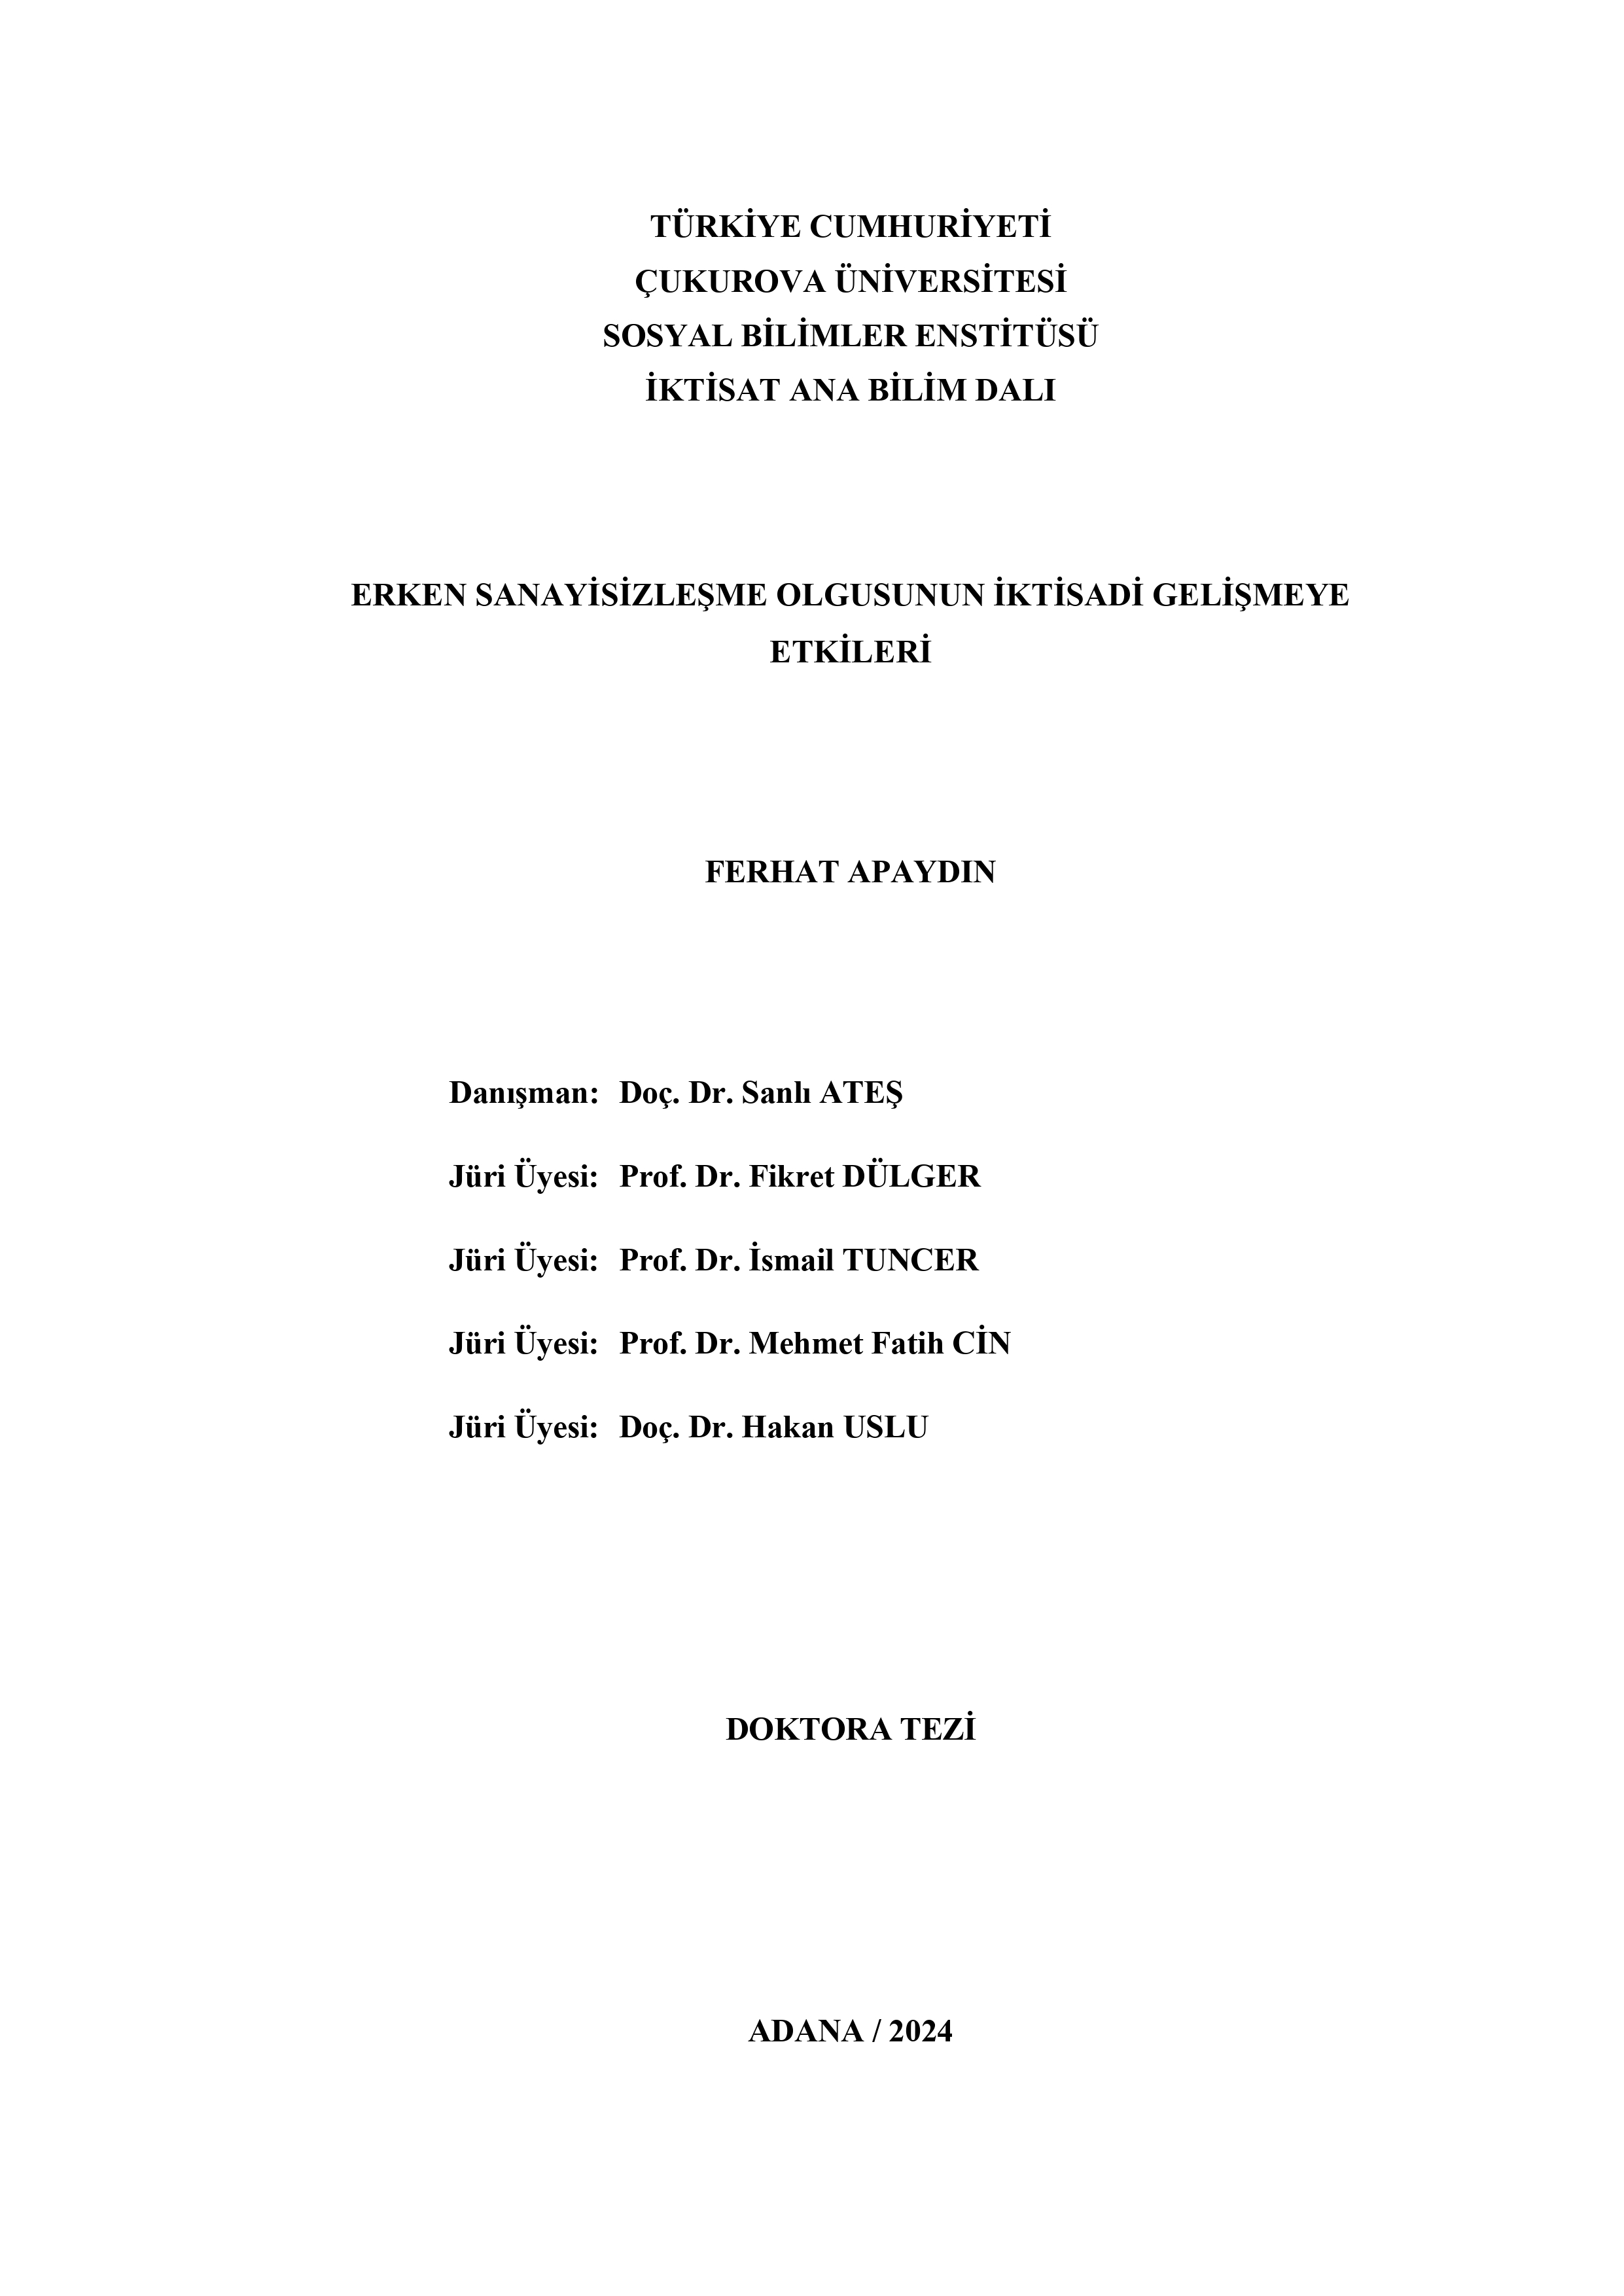 TÜRKİYE CUMHURİYETİ
ÇUKUROVA ÜNİVERSİTESİ
SOSYAL BİLİMLER ENSTİTÜSÜ
İKTİSAT ANA BİLİM DALI
ERKEN SANAYİSİZLEŞME OLGUSUNUN İKTİSADİ GELİŞMEYE
ETKİLERİ
FERHAT APAYDIN
Danışman: Doç. Dr. Sanlı ATEŞ
Jüri Üyesi: Prof. Dr. Fikret DÜLGER
Jüri Üyesi: Prof. Dr. İsmail TUNCER
Jüri Üyesi: Prof. Dr. Mehmet Fatih CİN
Jüri Üyesi: Doç. Dr. Hakan USLU
DOKTORA TEZİ
ADANA / 2024